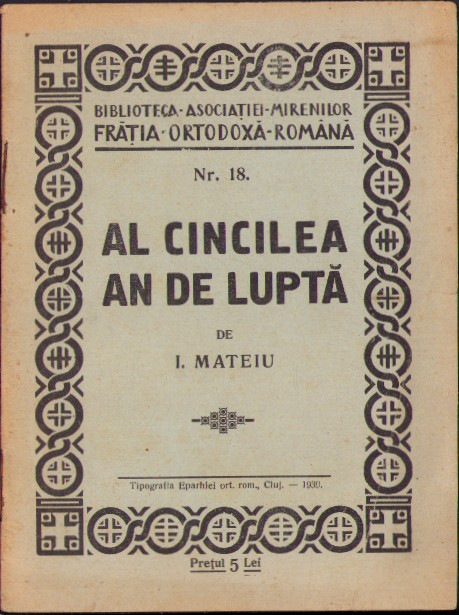 BIBLIOTECA-ASOCIAȚIEI-MIRENILOR
FRĂȚIA·ORTODOXĂ·ROMÂNĂ
Nr. 18.
AL CINCILEA
AN DE LUPTĂ
DE
I. MATEIU
Tipografia Eparhiei ort. rom., Cluj. — 1939.
Prețul 5 Lei